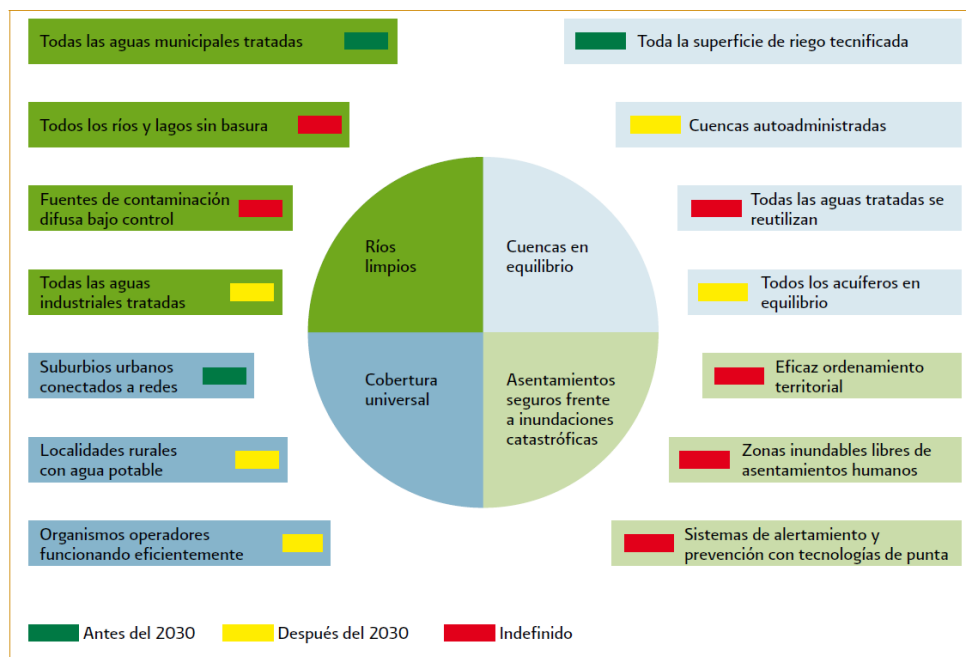 Todas las aguas municipales tratadas
Toda la superficie de riego tecnificada
Todos los ríos y lagos sin basura
Cuencas autoadministradas
Fuentes de contaminación
difusa bajo control
Todas las aguas tratadas se
reutilizan
Ríos
limpios
Cuencas en
equilibrio
Todas las aguas
industriales tratadas
Todos los acuíferos en
equilibrio
Suburbios urbanos
conectados a redes
Cobertura
universal
Asentamientos
seguros frente
a inundaciones
catastróficas
Eficaz ordenamiento
territorial
Localidades rurales
con agua potable
Zonas inundables libres de
asentamientos humanos
Organismos operadores
funcionando eficientemente
Sistemas de alertamiento y
prevención con tecnologías de punta
Antes del 2030
Después del 2030
Indefinido